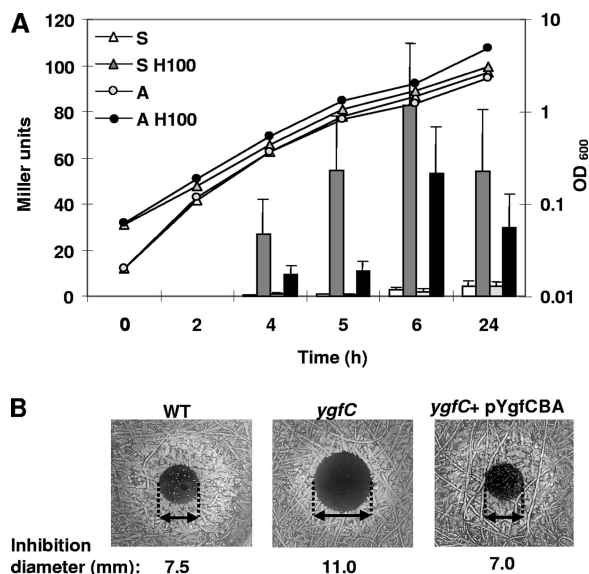 A
S
S H100
A
A H100
120
100
80
60
40
20
0
Miller units
10
1
0.1
0.01
OD 600
0 2 4 5 6 24
Time (h)
B
WT ygfC ygfC+ pYgfCBA
Inhibition
diameter (mm): 7.5 11.0 7.0